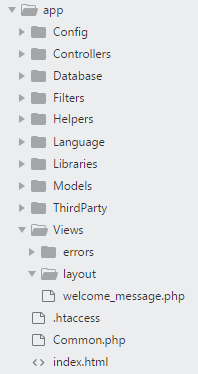 app
Config
Controllers
Database
Filters
Helpers
Language
Libraries
Models
ThirdParty
Views
errors
layout
welcome_message.php
.htaccess
Common.php
index.html